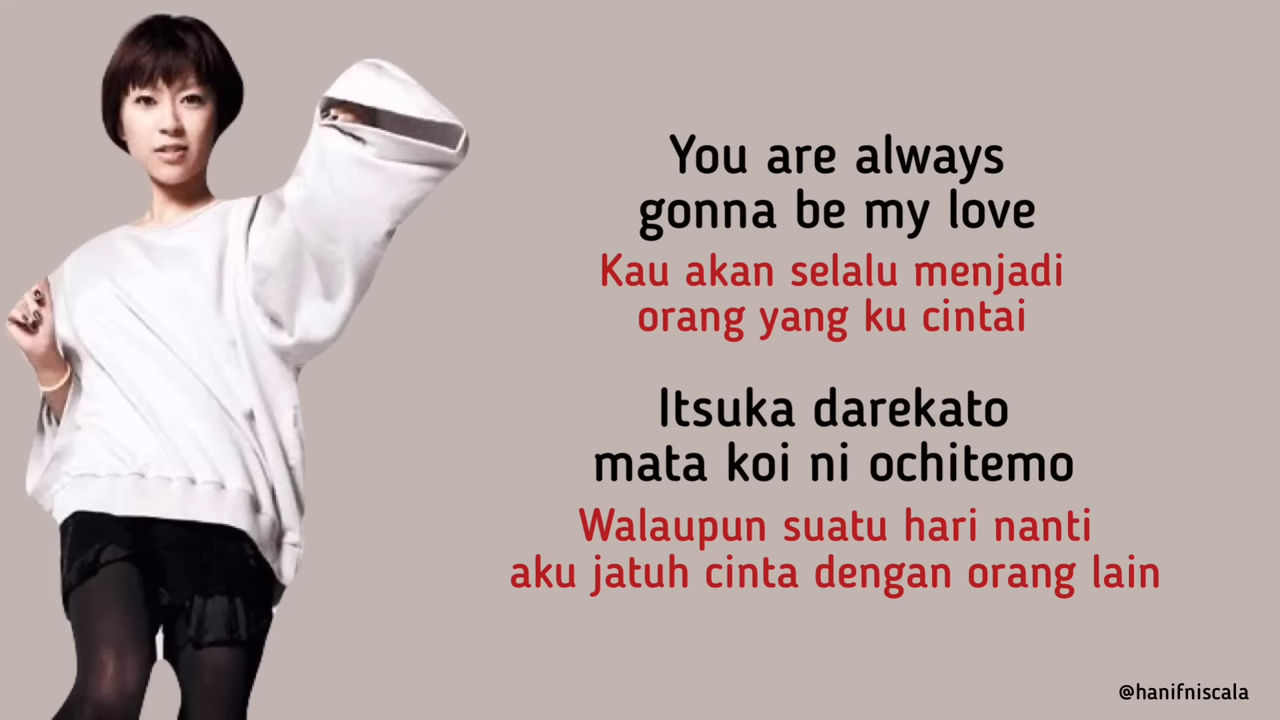 You are always
gonna be my love
Kau akan selalu menjadi
orang yang ku cintai
Itsuka darekato
mata koi ni ochitemo
Walaupun suatu hari nanti
aku jatuh cinta dengan orang lain
@hanifniscala